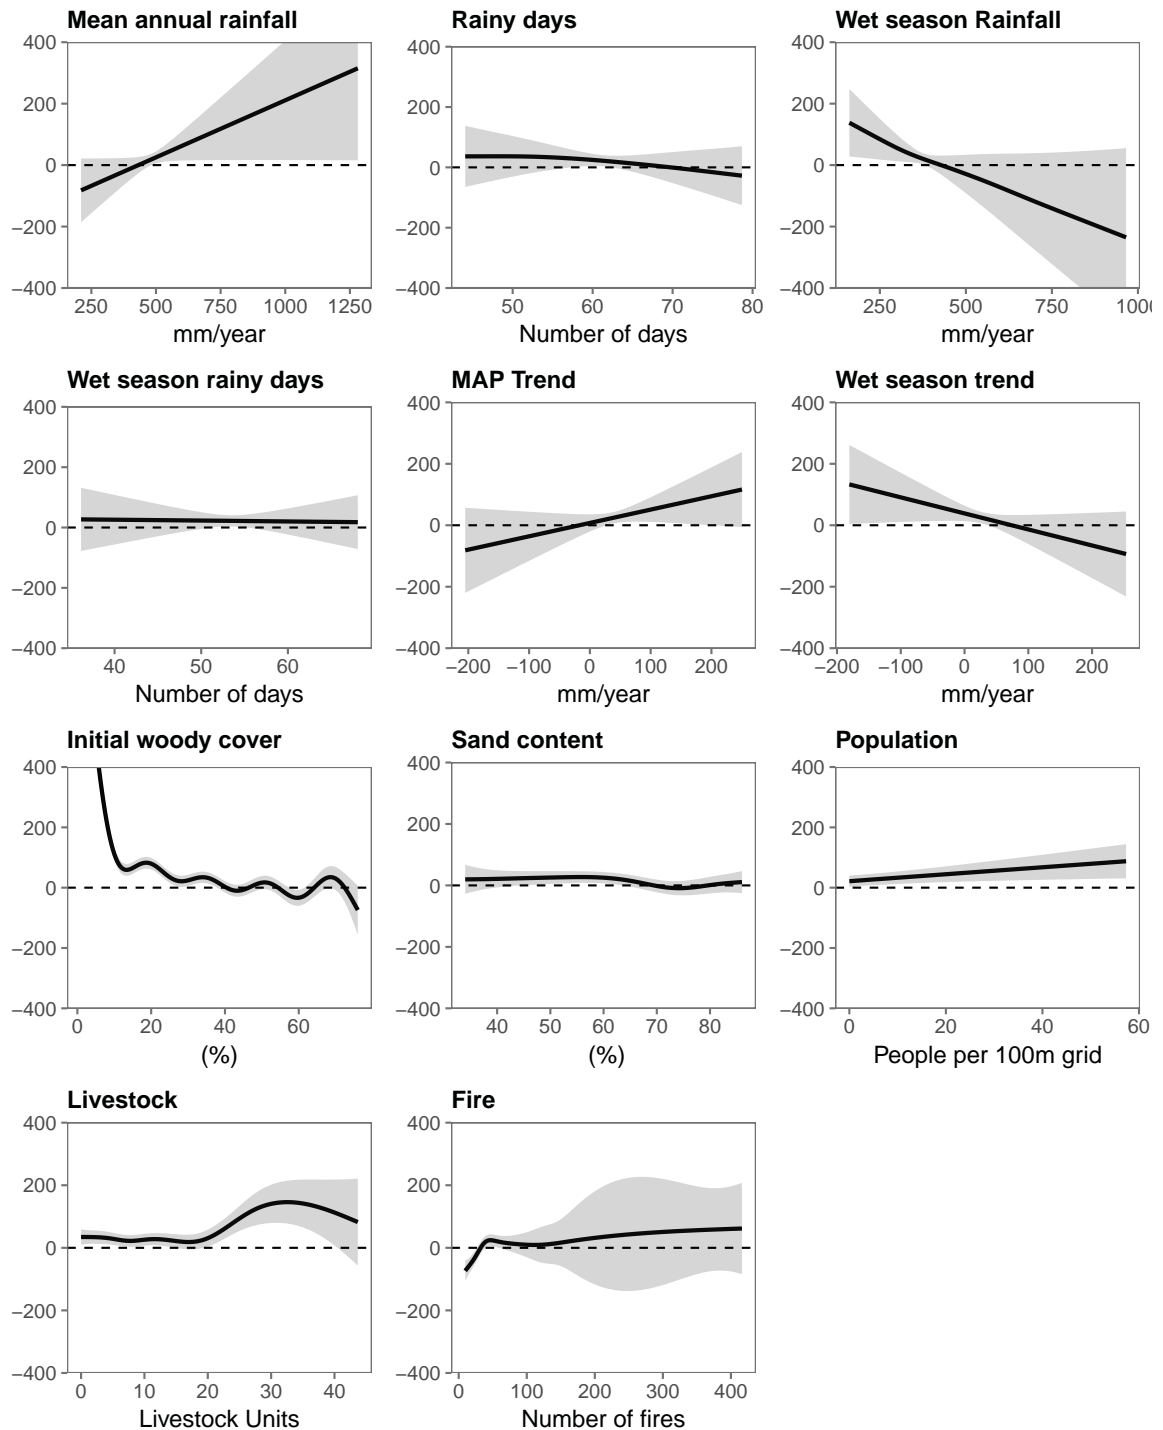 Mean annual rainfall
400
200
0
−200
−400
250 500 750 1000 1250
mm/year
Rainy days
400
200
0
−200
−400
50 60 70 80
Number of days
Wet season Rainfall
400
200
0
−200
−400
250 500 750 100
mm/year
Wet season rainy days
400
200
0
−200
−400
40 50 60
Number of days
MAP Trend
400
200
0
−200
−400
−200 −100 0 100 200
mm/year
Wet season trend
400
200
0
−200
−400
−200 −100 0 100 200
mm/year
Initial woody cover
400
200
0
−200
−400
0 20 40 60
(%)
Sand content
400
200
0
−200
−400
40 50 60 70 80
(%)
Population
400
200
0
−200
−400
0 20 40 60
People per 100m grid
Livestock
400
200
0
−200
−400
0 10 20 30 40
Livestock Units
Fire
400
200
0
−200
−400
0 100 200 300 400
Number of fires